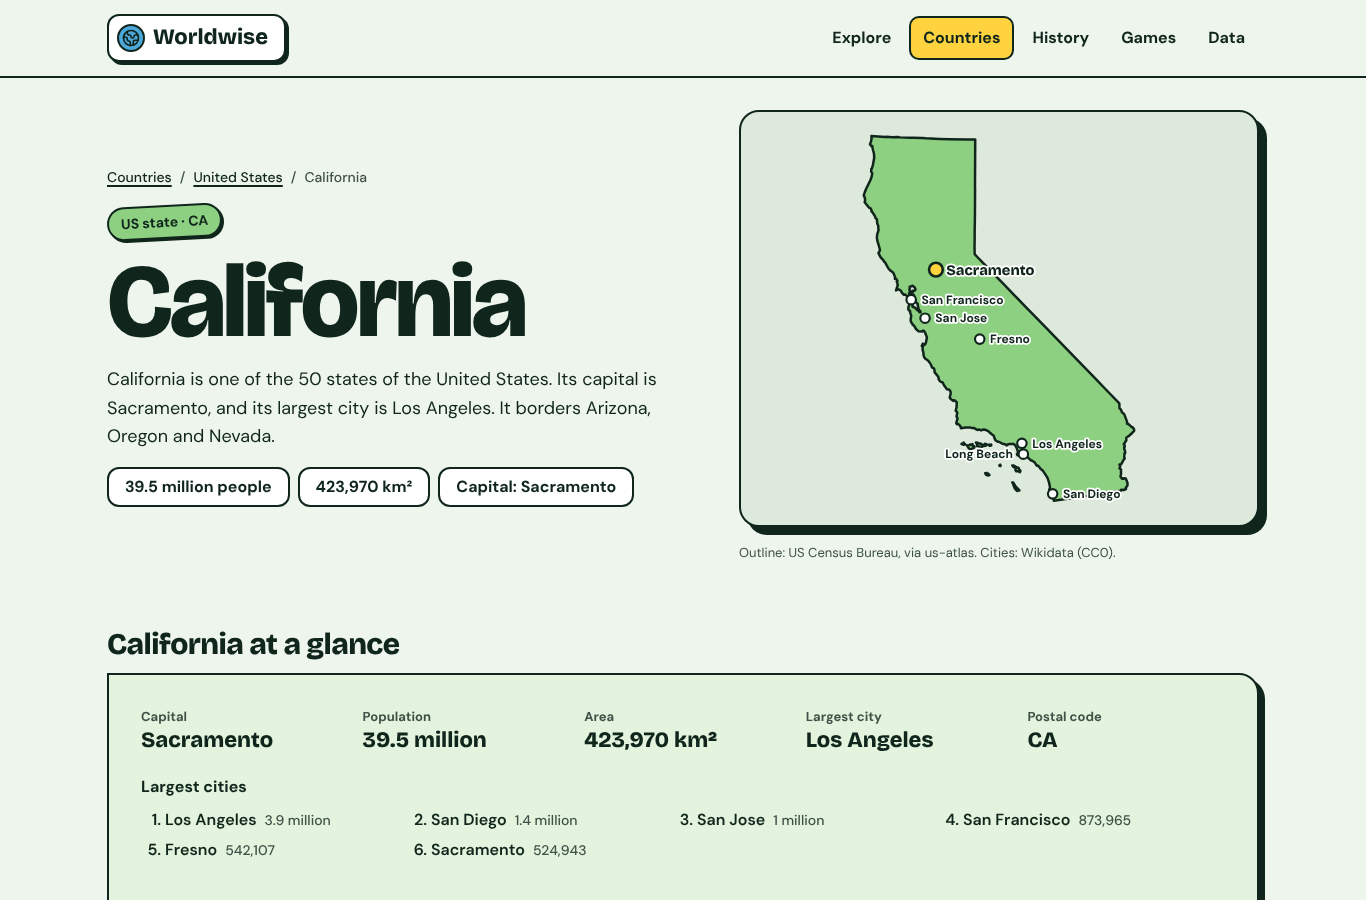 Worldwise
Explore
Countries
History
Games
Data
Countries / United States / California
US state · CA
California
California is one of the 50 states of the United States. Its capital is
Sacramento, and its largest city is Los Angeles. It borders Arizona,
Oregon and Nevada.
39.5 million people
423,970 km²
Capital: Sacramento
Sacramento
San Francisco
San Jose
Fresno
Los Angeles
Long Beach
San Diego
Outline: US Census Bureau, via us-atlas. Cities: Wikidata (CC0).
California at a glance
Capital
Sacramento
Population
39.5 million
Area
423,970 km²
Largest city
Los Angeles
Postal code
CA
Largest cities
1. Los Angeles 3.9 million
2. San Diego 1.4 million
3. San Jose 1 million
4. San Francisco 873,965
5. Fresno 542,107
6. Sacramento 524,943